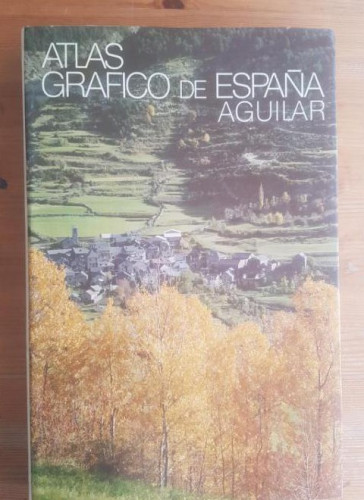 ATLAS
GRAFICO DE ESPAÑA
AGUILAR